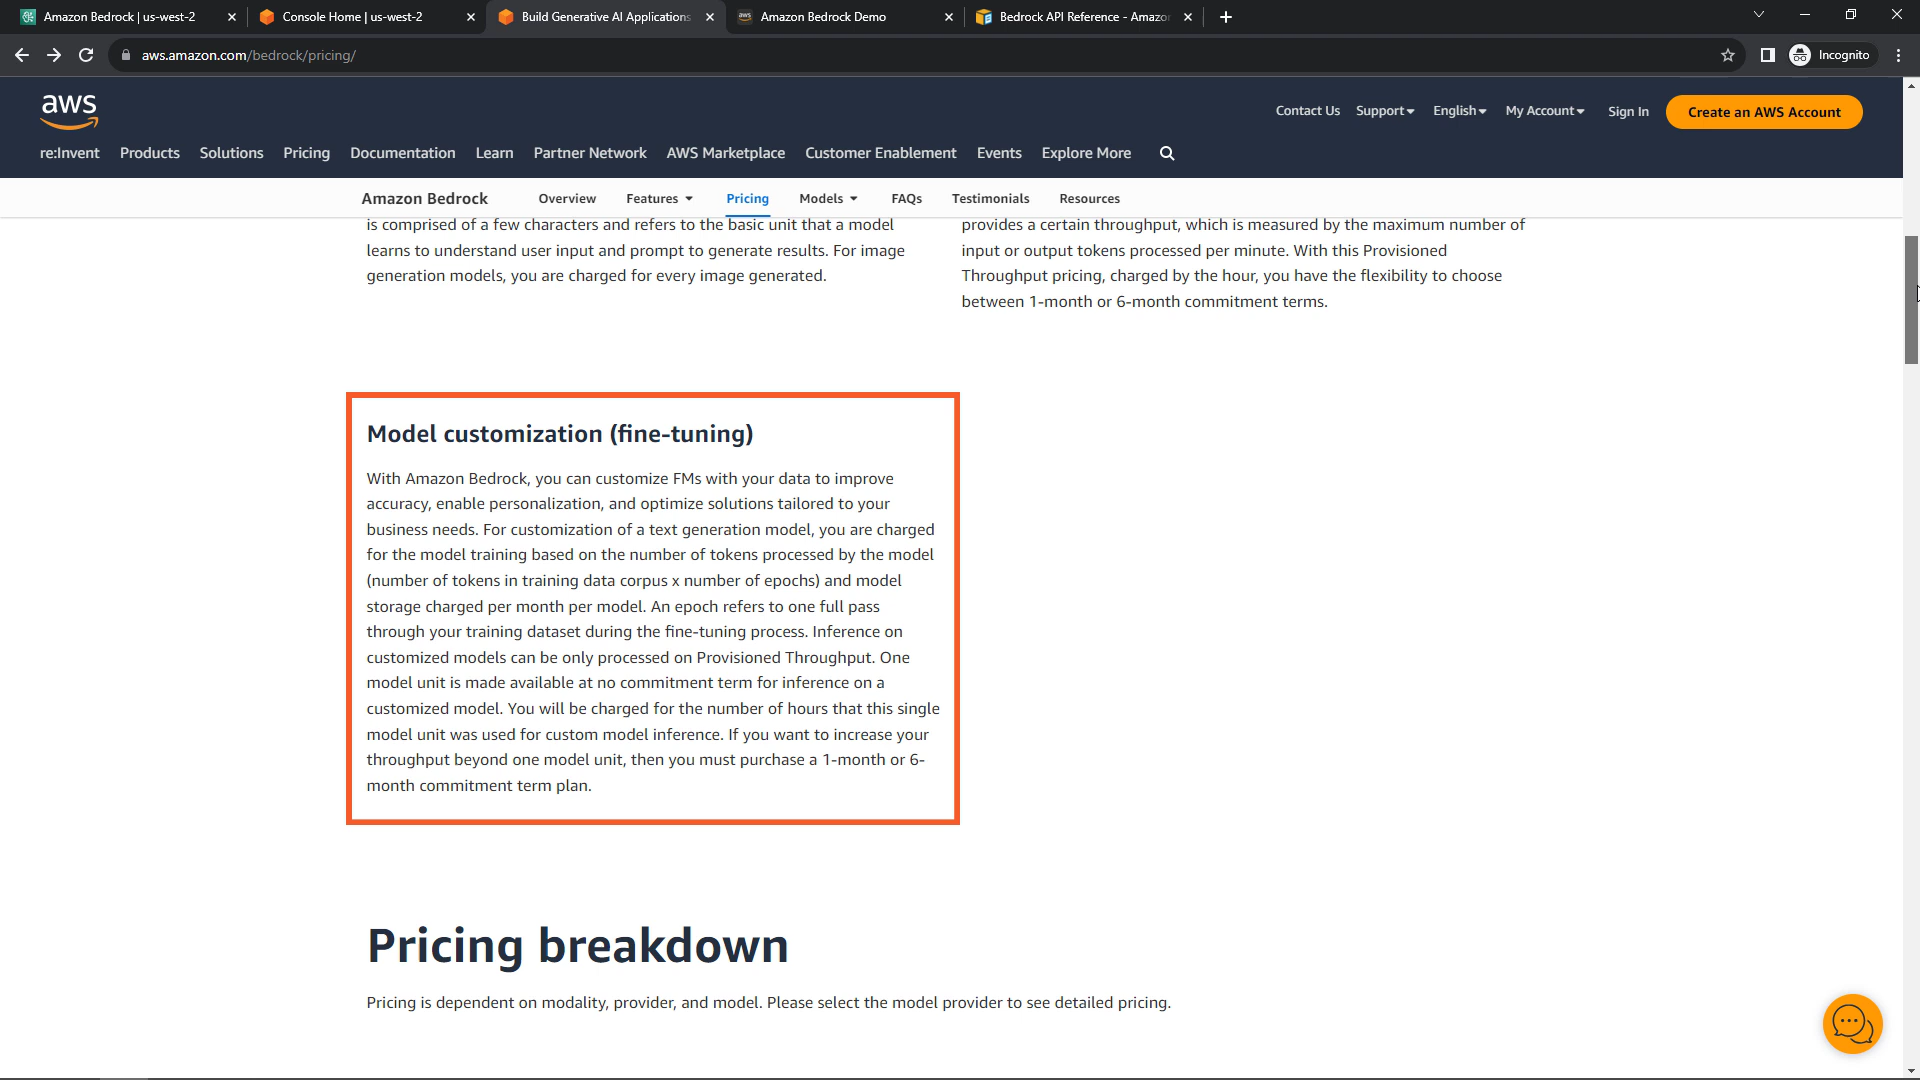 Amazon Bedrock | us-west-2
Console Home | us-west-2
Build Generative AI Applications
Amazon Bedrock Demo
Bedrock API Reference - Amazon
aws.amazon.com/bedrock/pricing/
Incognito
aws
Contact Us Support English My Account Sign In Create an AWS Account
re:Invent Products Solutions Pricing Documentation Learn Partner Network AWS Marketplace Customer Enablement Events Explore More
Amazon Bedrock Overview Features Pricing Models FAQs Testimonials Resources
is comprised of a few characters and refers to the basic unit that a model
learns to understand user input and prompt to generate results. For image
generation models, you are charged for every image generated.
provides a certain throughput, which is measured by the maximum number of
input or output tokens processed per minute. With this Provisioned
Throughput pricing, charged by the hour, you have the flexibility to choose
between 1-month or 6-month commitment terms.
Model customization (fine-tuning)
With Amazon Bedrock, you can customize FMs with your data to improve
accuracy, enable personalization, and optimize solutions tailored to your
business needs. For customization of a text generation model, you are charged
for the model training based on the number of tokens processed by the model
(number of tokens in training data corpus x number of epochs) and model
storage charged per month per model. An epoch refers to one full pass
through your training dataset during the fine-tuning process. Inference on
customized models can be only processed on Provisioned Throughput. One
model unit is made available at no commitment term for inference on a
customized model. You will be charged for the number of hours that this single
model unit was used for custom model inference. If you want to increase your
throughput beyond one model unit, then you must purchase a 1-month or 6-
month commitment term plan.
Pricing breakdown
Pricing is dependent on modality, provider, and model. Please select the model provider to see detailed pricing.